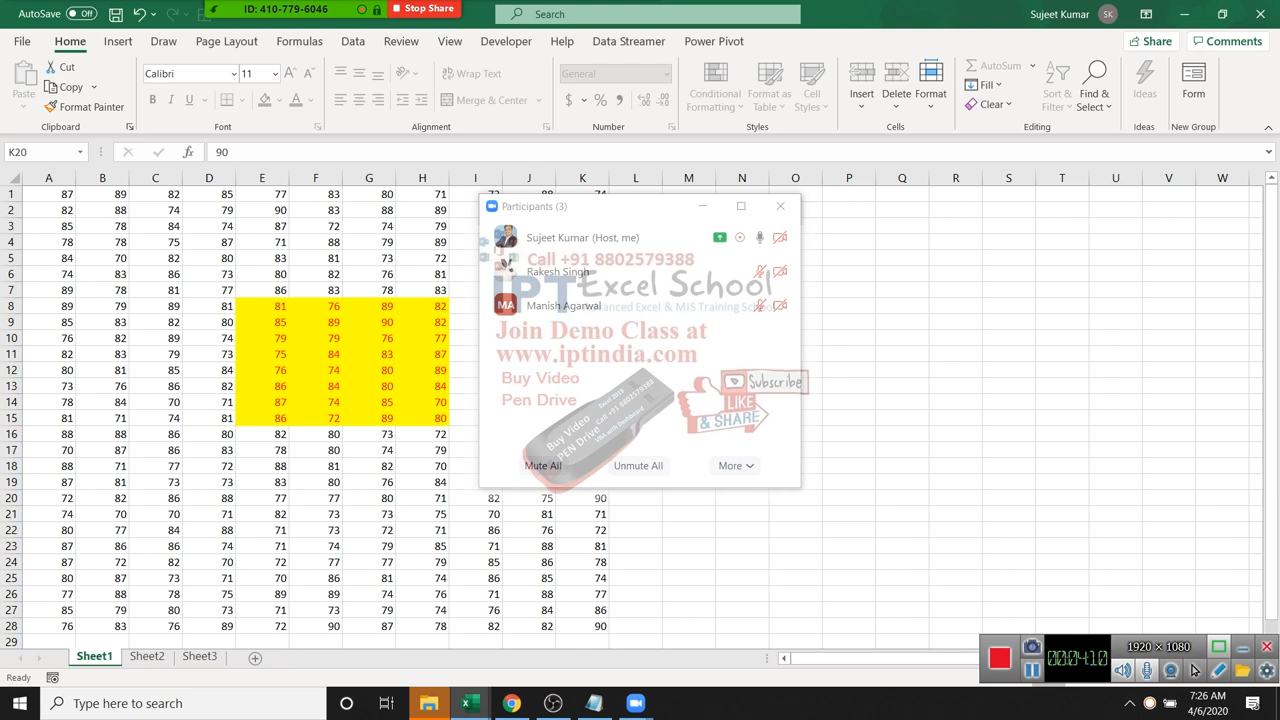 AutoSave Off
ID: 410-779-6046 Stop Share
Search
Sujeet Kumar SK
File Home Insert Draw Page Layout Formulas Data Review View Developer Help Data Streamer Power Pivot Share Comments
Paste
Cut
Copy
Format Painter
Clipboard
Calibri 11
B I U
Font
Wrap Text
Merge & Center
Alignment
General
$ % ,
Number
Conditional Formatting
Format as Table
Cell Styles
Styles
Insert Delete Format
Cells
AutoSum
Fill
Clear
Sort & Filter
Find & Select
Editing
Ideas
Ideas
Form
New Group
K20 fx 90
A B C D E F G H I J K L M N O P Q R S T U V W
1 87 89 82 85 77 83 80 71
2 82 88 74 79 90 83 88 89
3 85 78 84 74 87 72 74 79
4 78 78 75 87 73 88 79 89
5 84 70 82 80 83 81 73 72
6 74 83 86 73 80 82 76 81
7 78 78 81 77 86 83 78 83
8 89 79 89 81 81 76 89 82
9 85 83 82 80 85 89 90 82
10 76 82 89 74 79 79 76 77
11 82 83 79 73 75 84 83 87
12 80 81 85 84 76 74 80 89
13 73 76 86 82 86 84 80 84
14 78 84 70 71 87 74 85 70
15 81 71 74 81 86 72 89 80
16 88 88 86 80 82 80 73 72
17 70 87 86 83 78 80 74 79
18 88 71 77 72 88 81 82 70
19 87 81 73 73 83 80 76 84
20 72 82 86 88 77 77 80 71 82 75 90
21 74 70 70 71 82 73 73 75 70 81 71
22 80 77 84 88 71 73 72 71 86 76 72
23 87 86 86 74 71 74 79 85 71 88 81
24 87 72 82 70 72 77 77 79 85 86 78
25 80 87 73 71 70 86 81 74 86 85 74
26 77 88 78 75 89 89 74 76 71 88 77
27 85 79 80 73 71 73 79 74 76 84 86
28 76 83 76 89 72 90 87 78 82 82 90
29
Participants (3)
Sujeet Kumar (Host, me)
Call +91 8802579388
Rakesh Singh
IPT Excel School
MA Manish Agarwal
Advanced Excel & MIS Training School
Join Demo Class at
www.iptindia.com
Buy Video
Pen Drive
Excel 2019
Call +91 8802579388
Buy Video
PEN Drive
Subscribe
LIKE
& SHARE
Mute All Unmute All More
Sheet1 Sheet2 Sheet3
Ready
1920 × 1080
00:04:10
Type here to search
7:26 AM
4/6/2020